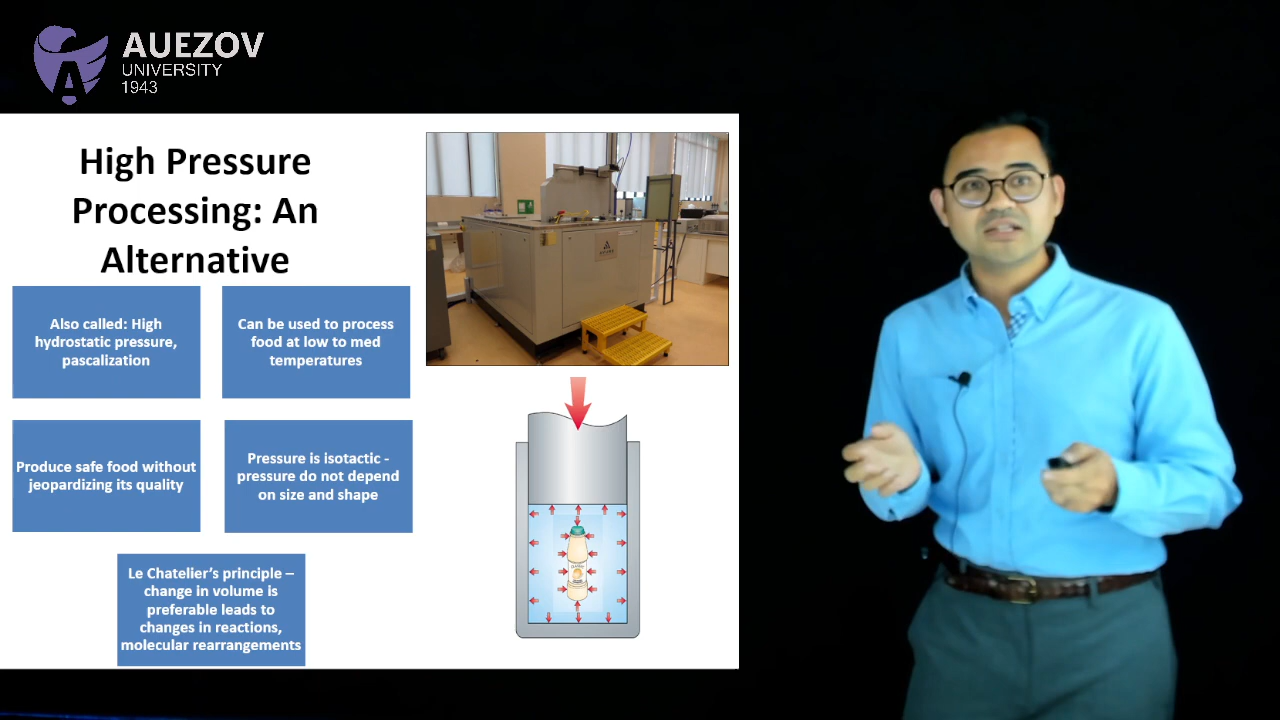 AUEZOV
UNIVERSITY
1943
High Pressure
Processing: An
Alternative
Also called: High
hydrostatic pressure,
pascalization
Can be used to process
food at low to med
temperatures
Produce safe food without
jeopardizing its quality
Pressure is isotactic -
pressure do not depend
on size and shape
Le Chatelier’s principle –
change in volume is
preferable leads to
changes in reactions,
molecular rearrangements